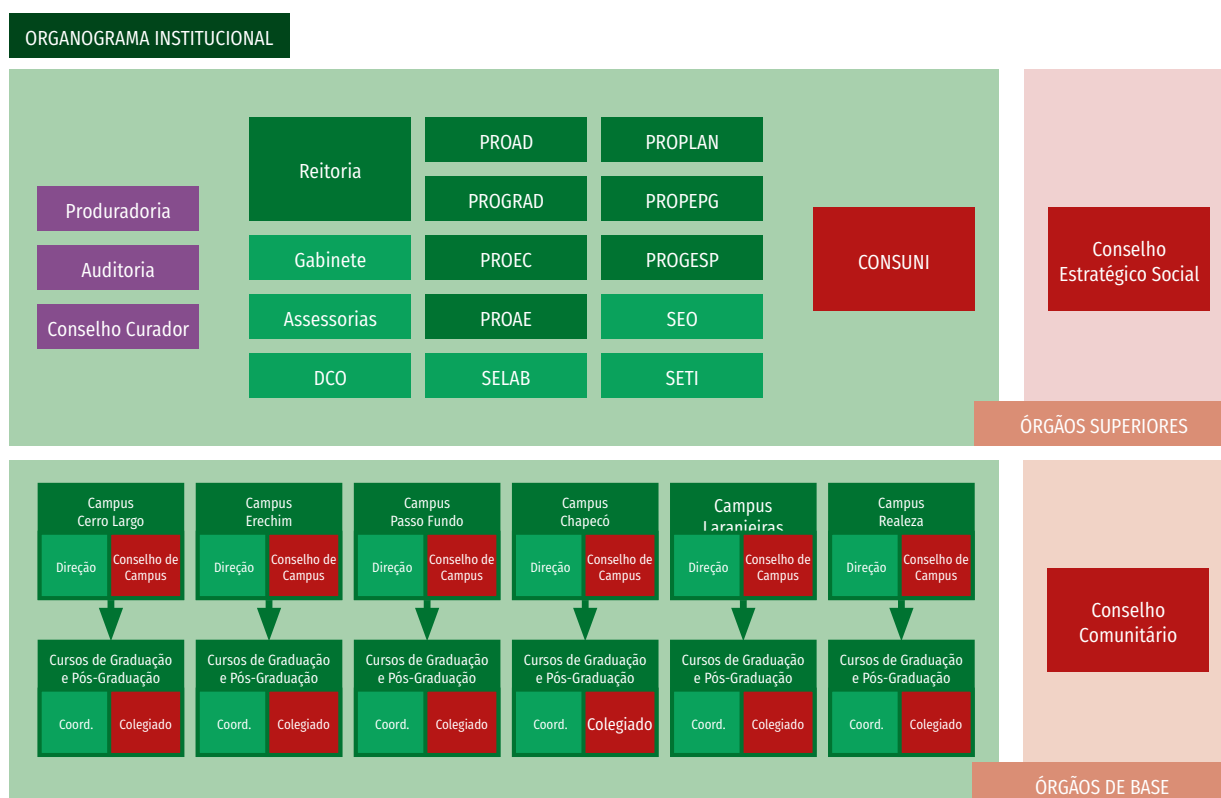 ORGANOGRAMA INSTITUCIONAL
Produradoria
Auditoria
Conselho Curador
Reitoria
Gabinete
Assessorias
DCO
PROAD
PROGRAD
PROEC
PROAE
SELAB
PROPLAN
PROPEPG
PROGESP
SEO
SETI
CONSUNI
Conselho
Estratégico Social
ÓRGÃOS SUPERIORES
Campus
Cerro Largo
Direção
Conselho de
Campus
Cursos de Graduação
e Pós-Graduação
Coord.
Colegiado
Campus
Erechim
Direção
Conselho de
Campus
Cursos de Graduação
e Pós-Graduação
Coord.
Colegiado
Campus
Passo Fundo
Direção
Conselho de
Campus
Cursos de Graduação
e Pós-Graduação
Coord.
Colegiado
Campus
Chapecó
Direção
Conselho de
Campus
Cursos de Graduação
e Pós-Graduação
Coord.
Colegiado
Campus
Laranjeiras
Direção
Conselho de
Campus
Cursos de Graduação
e Pós-Graduação
Coord.
Colegiado
Campus
Realeza
Direção
Conselho de
Campus
Cursos de Graduação
e Pós-Graduação
Coord.
Colegiado
Conselho
Comunitário
ÓRGÃOS DE BASE